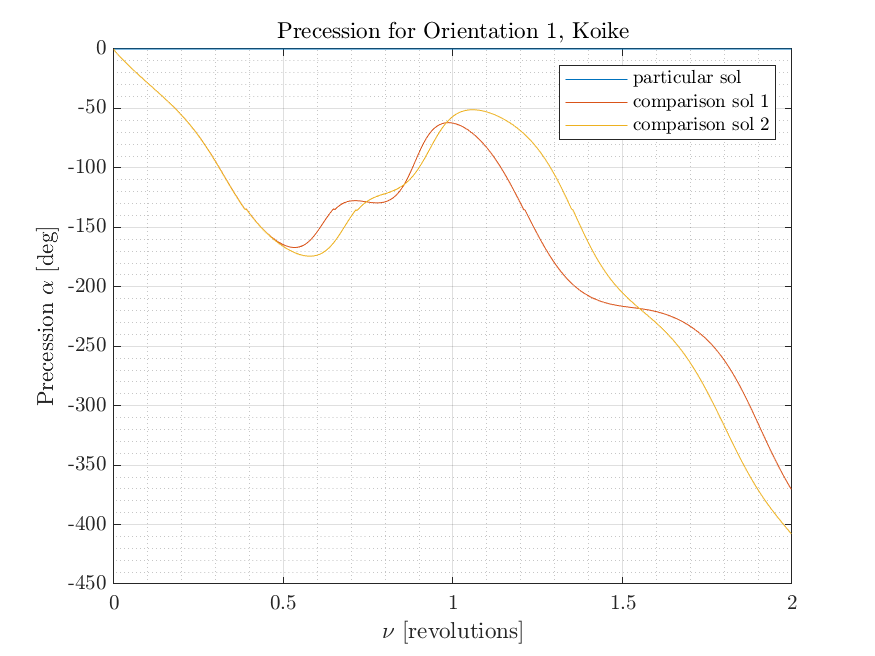 Precession for Orientation 1, Koike
particular sol
comparison sol 1
comparison sol 2
Precession α [deg]
0
-50
-100
-150
-200
-250
-300
-350
-400
-450
0 0.5 1 1.5 2
ν [revolutions]